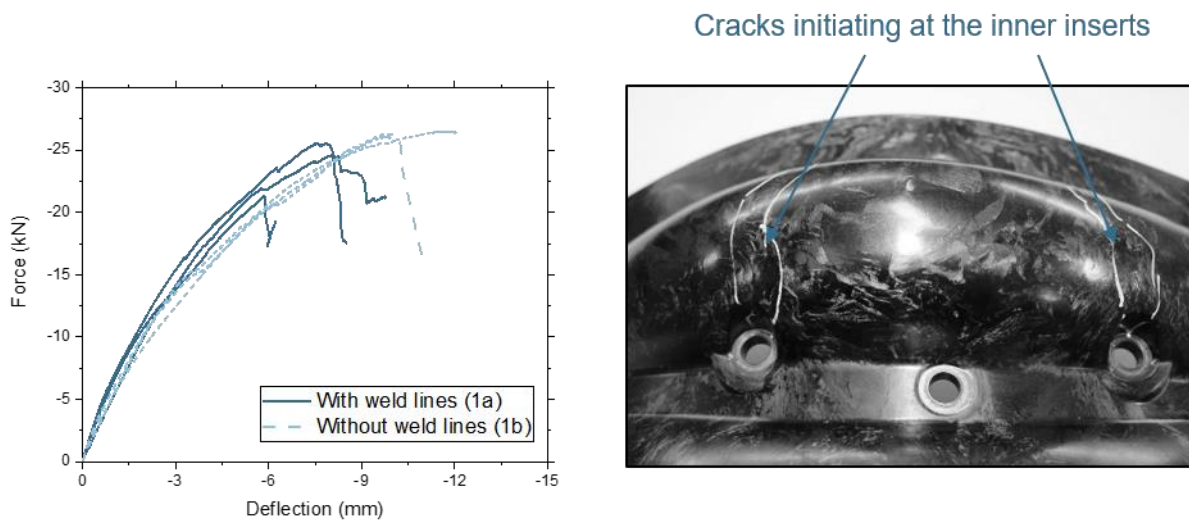 Cracks initiating at the inner inserts
-30
-25
-20
-15
-10
-5
0
Force (kN)
With weld lines (1a)
Without weld lines (1b)
0
-3
-6
-9
-12
-15
Deflection (mm)